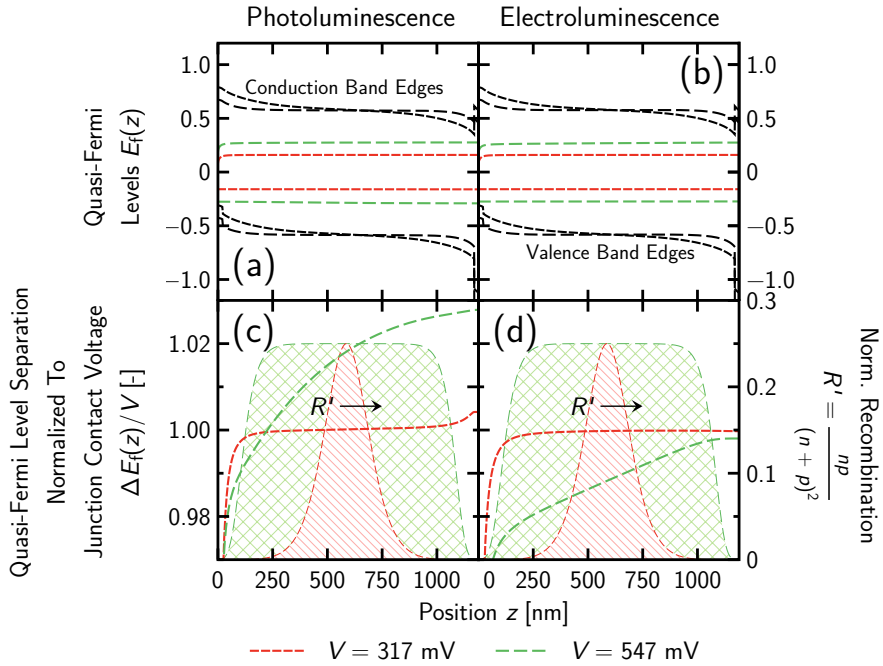 Photoluminescence
Electroluminescence
Quasi-Fermi
Levels E_f(z)
1.0
0.5
0
−0.5
−1.0
Conduction Band Edges
(a)
(b)
Valence Band Edges
1.0
0.5
0
−0.5
−1.0
Quasi-Fermi Level Separation
Normalized To
Junction Contact Voltage
ΔE_f(z)/V [-]
1.02
1.00
0.98
(c)
R'
(d)
R'
0.3
0.2
0.1
0
Norm. Recombination
R' = np/(n + p)²
0 250 500 750 1000
0 250 500 750 1000
Position z [nm]
V = 317 mV
V = 547 mV